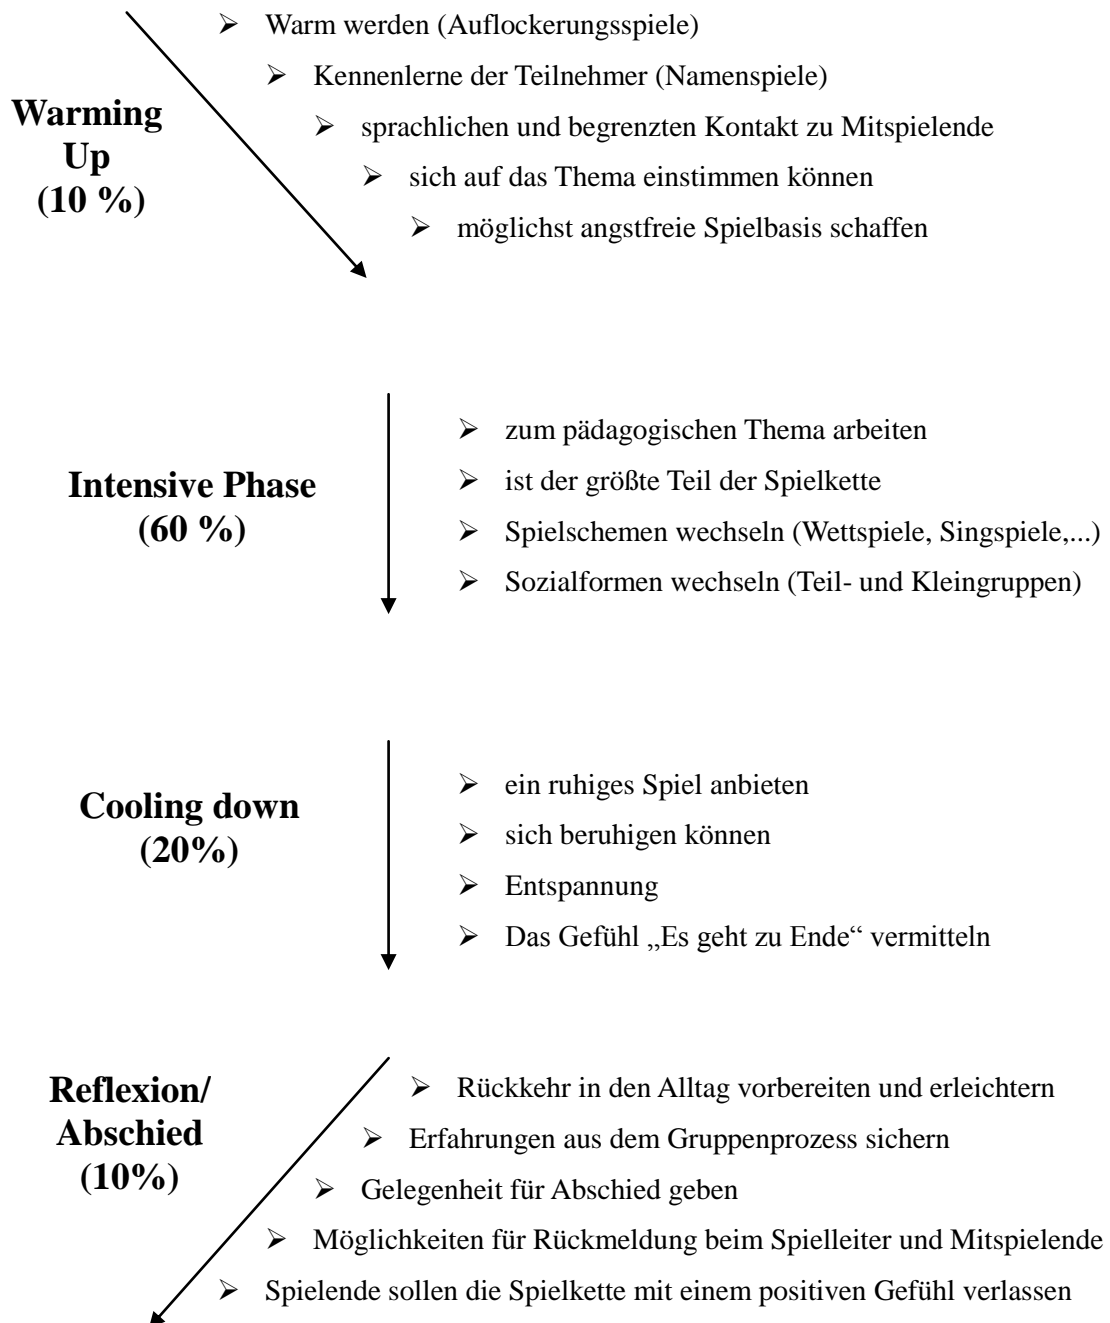 ➢ Warm werden (Auflockerungsspiele)
➢ Kennenlerne der Teilnehmer (Namenspiele)
Warming
Up
(10 %)
➢ sprachlichen und begrenzten Kontakt zu Mitspielende
➢ sich auf das Thema einstimmen können
➢ möglichst angstfreie Spielbasis schaffen
Intensive Phase
(60 %)
➢ zum pädagogischen Thema arbeiten
➢ ist der größte Teil der Spielkette
➢ Spielschemen wechseln (Wettspiele, Singspiele,...)
➢ Sozialformen wechseln (Teil- und Kleingruppen)
Cooling down
(20%)
➢ ein ruhiges Spiel anbieten
➢ sich beruhigen können
➢ Entspannung
➢ Das Gefühl „Es geht zu Ende“ vermitteln
Reflexion/
Abschied
(10%)
➢ Rückkehr in den Alltag vorbereiten und erleichtern
➢ Erfahrungen aus dem Gruppenprozess sichern
➢ Gelegenheit für Abschied geben
➢ Möglichkeiten für Rückmeldung beim Spielleiter und Mitspielende
➢ Spielende sollen die Spielkette mit einem positiven Gefühl verlassen